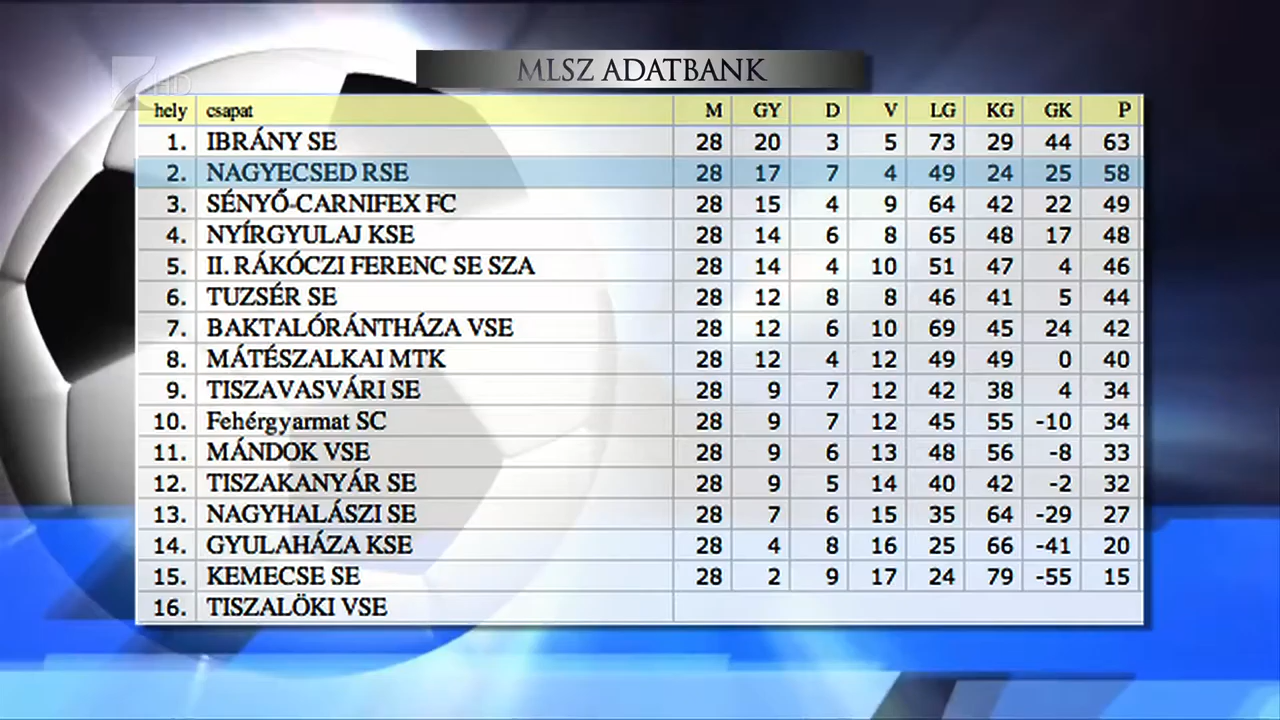 MLSZ ADATBANK
HD
hely csapat M GY D V LG KG GK P
1. IBRÁNY SE 28 20 3 5 73 29 44 63
2. NAGYECSED RSE 28 17 7 4 49 24 25 58
3. SÉNYŐ-CARNIFEX FC 28 15 4 9 64 42 22 49
4. NYÍRGYULAJ KSE 28 14 6 8 65 48 17 48
5. II. RÁKÓCZI FERENC SE SZA 28 14 4 10 51 47 4 46
6. TUZSÉR SE 28 12 8 8 46 41 5 44
7. BAKTALÓRÁNTHÁZA VSE 28 12 6 10 69 45 24 42
8. MÁTÉSZALKAI MTK 28 12 4 12 49 49 0 40
9. TISZAVASVÁRI SE 28 9 7 12 42 38 4 34
10. Fehérgyarmat SC 28 9 7 12 45 55 -10 34
11. MÁNDOK VSE 28 9 6 13 48 56 -8 33
12. TISZAKANYÁR SE 28 9 5 14 40 42 -2 32
13. NAGYHALÁSZI SE 28 7 6 15 35 64 -29 27
14. GYULAHÁZA KSE 28 4 8 16 25 66 -41 20
15. KEMECSE SE 28 2 9 17 24 79 -55 15
16. TISZALÖKI VSE